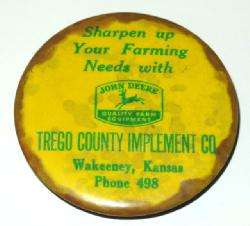 Sharpen up
Your Farming
Needs with
JOHN DEERE
QUALITY FARM
EQUIPMENT
TREGO COUNTY IMPLEMENT CO.
Wakeeney, Kansas
Phone 498